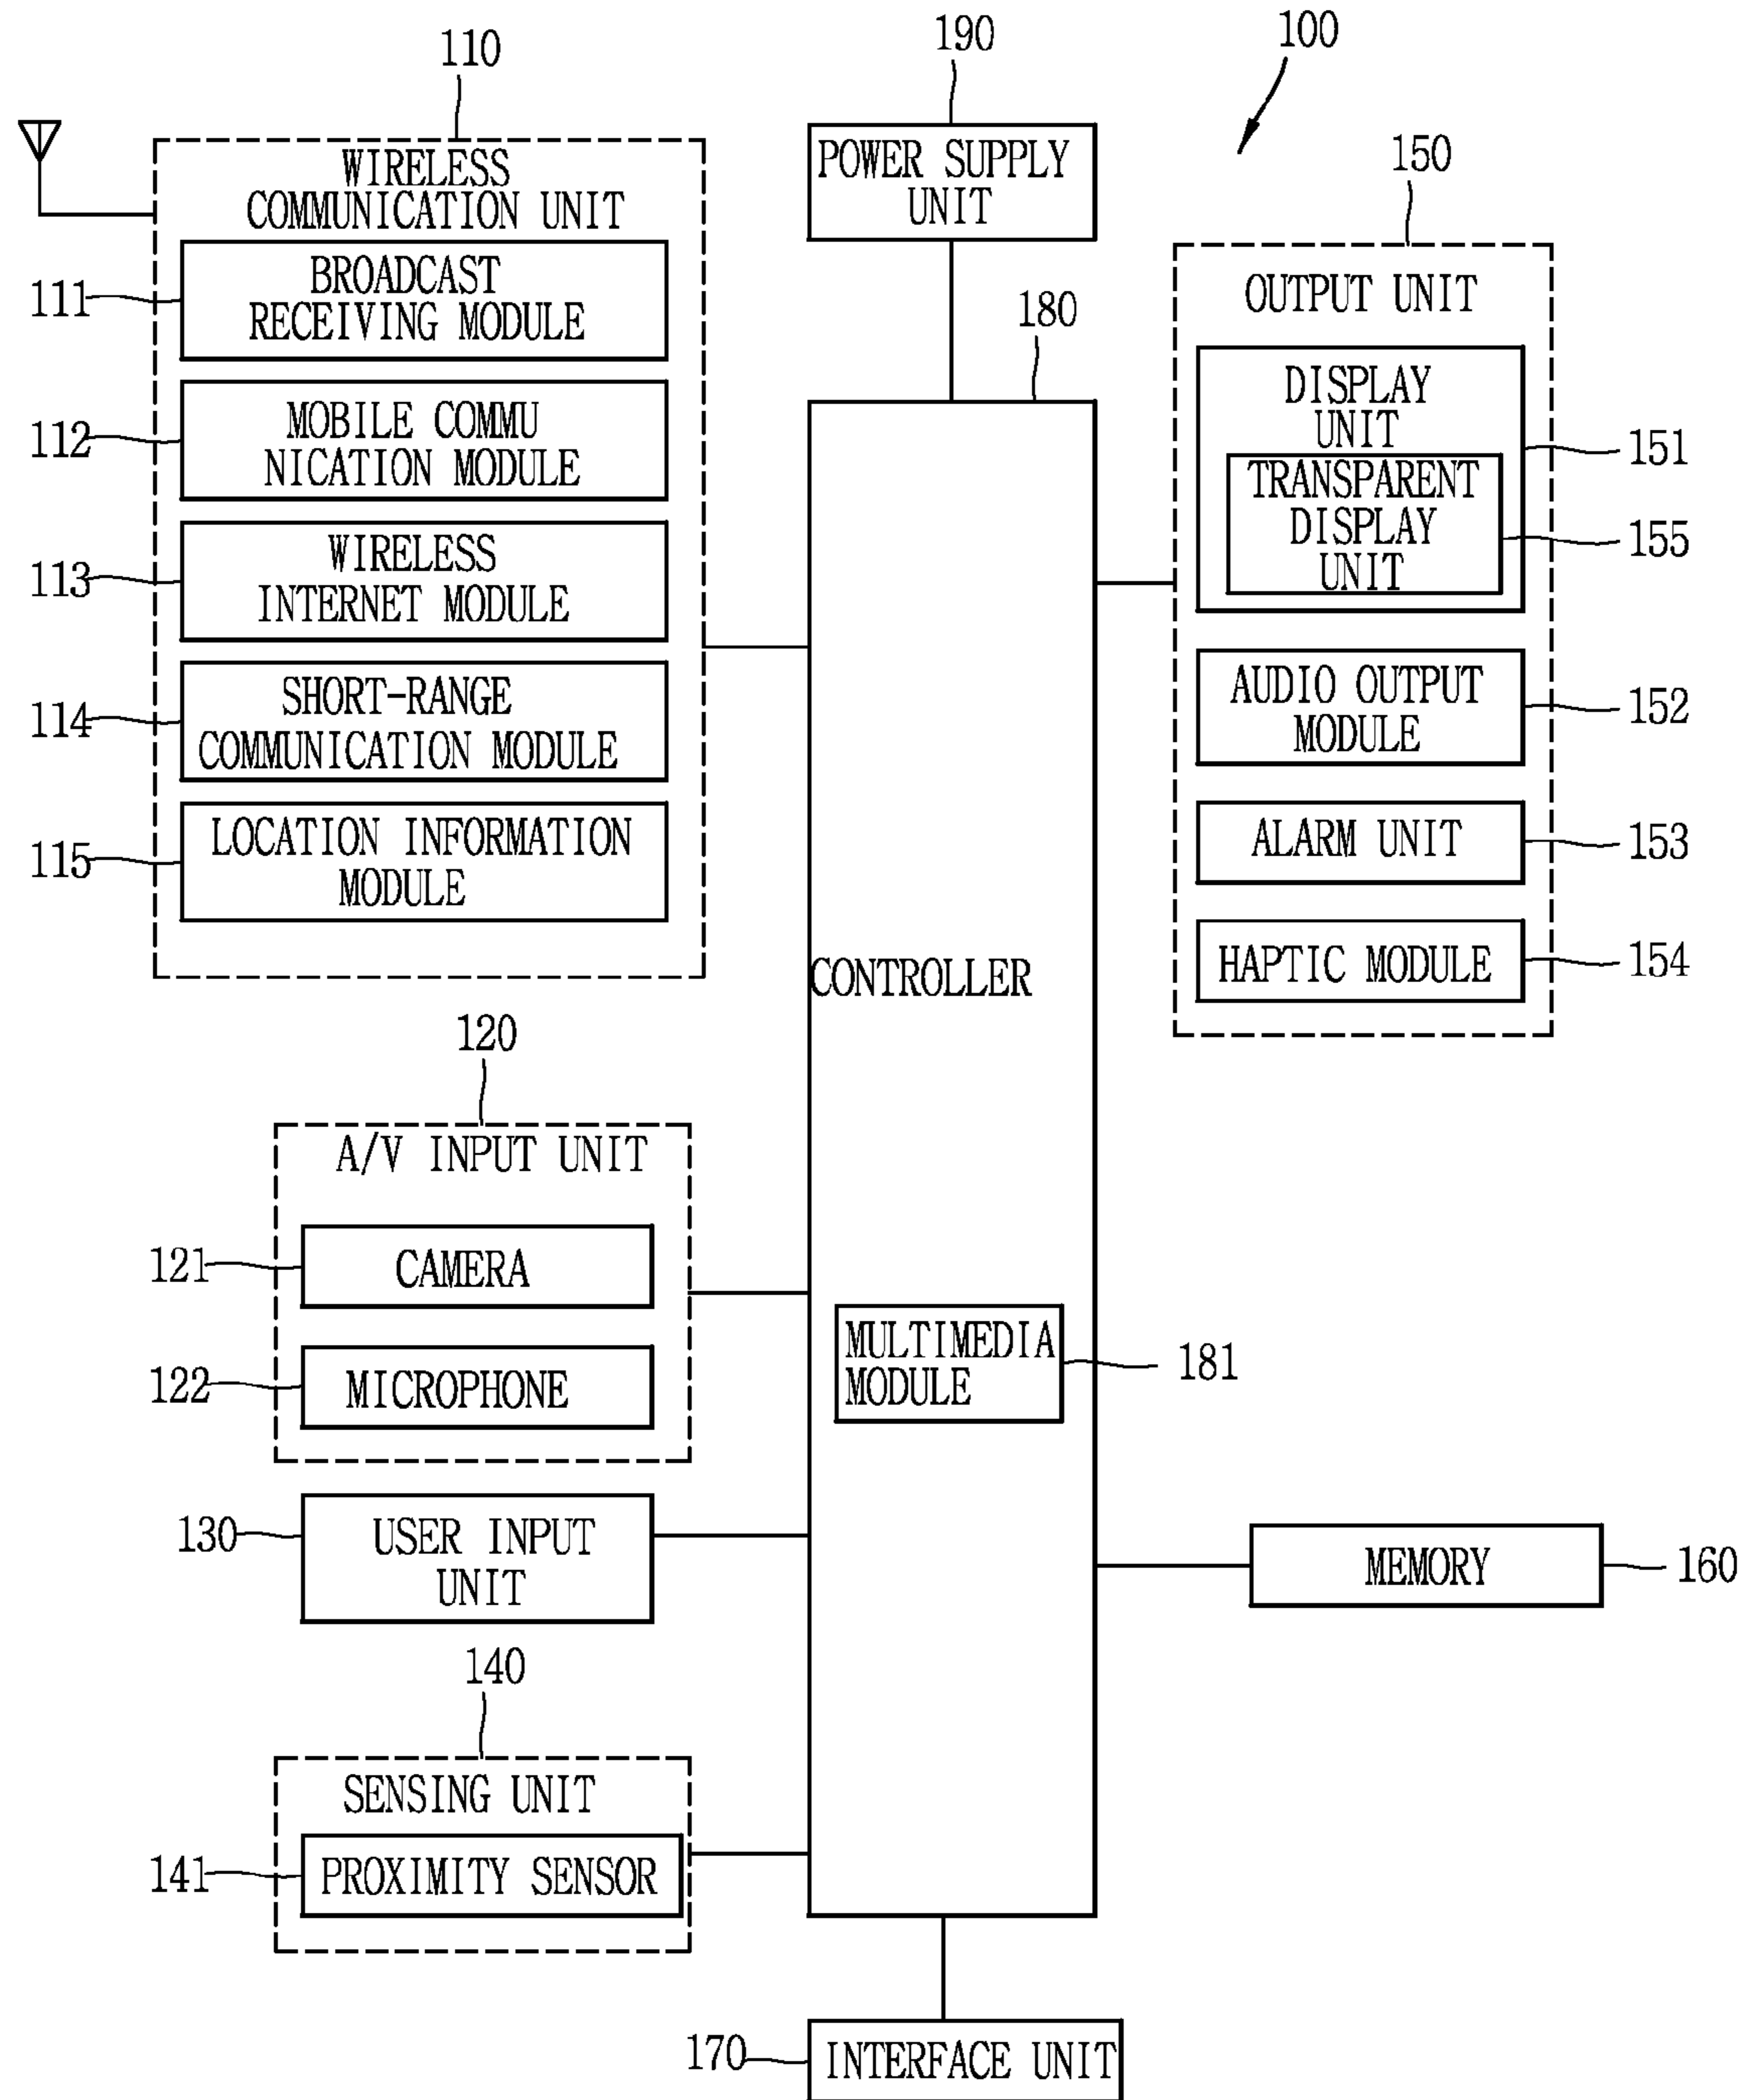 190
100
110
150
WIRELESS
COMMUNICATION UNIT
POWER SUPPLY
UNIT
111
BROADCAST
RECEIVING MODULE
112
MOBILE COMMU
NICATION MODULE
113
WIRELESS
INTERNET MODULE
114
SHORT-RANGE
COMMUNICATION MODULE
115
LOCATION INFORMATION
MODULE
180
CONTROLLER
MULTIMEDIA
MODULE
181
OUTPUT UNIT
DISPLAY
UNIT
151
TRANSPARENT
DISPLAY
UNIT
155
AUDIO OUTPUT
MODULE
152
ALARM UNIT
153
HAPTIC MODULE
154
120
A/V INPUT UNIT
121
CAMERA
122
MICROPHONE
130
USER INPUT
UNIT
MEMORY
160
140
SENSING UNIT
141
PROXIMITY SENSOR
170
INTERFACE UNIT